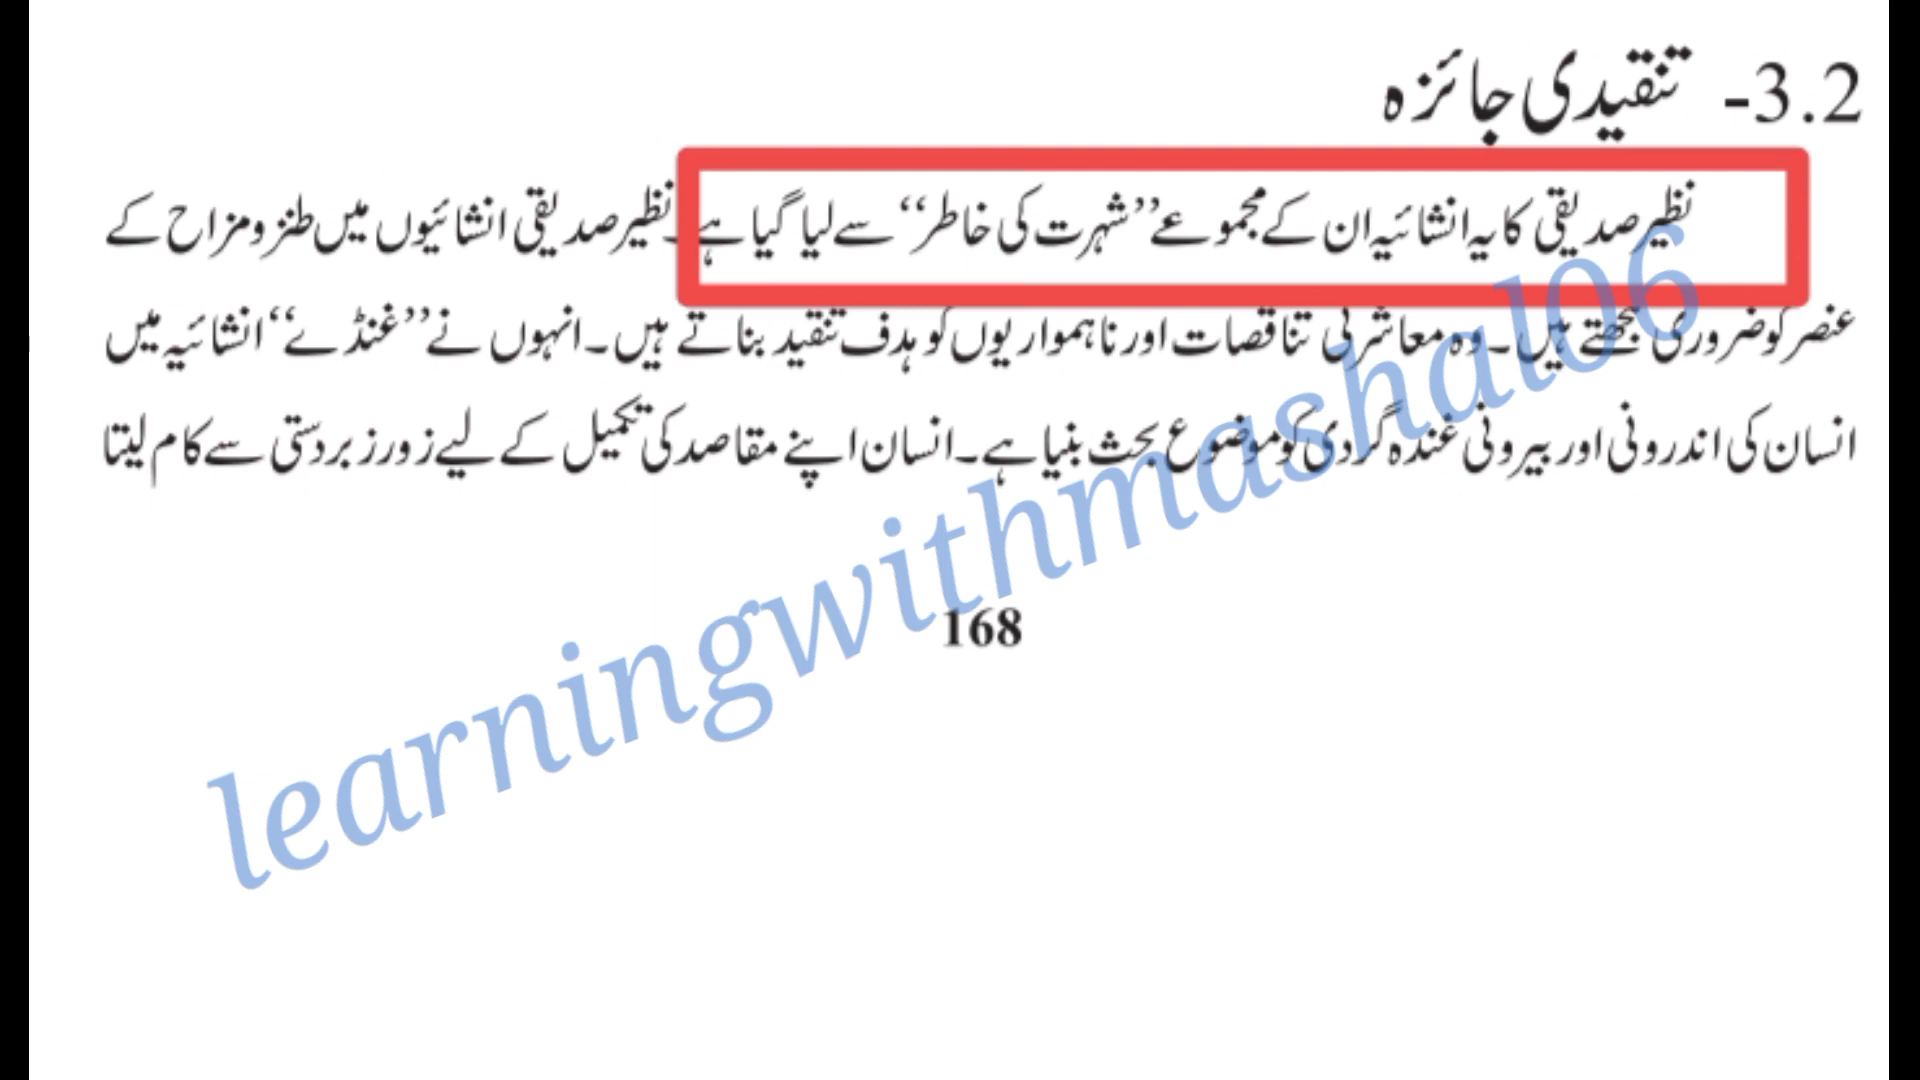 3.2- تنقیدی جائزہ
نظیر صدیقی کا یہ انشائیہ ان کے مجموعے ’’شہرت کی خاطر‘‘ سے لیا گیا ہے۔ نظیر صدیقی انشائیوں میں طنز و مزاح کے
عنصر کو ضروری سمجھتے ہیں۔ وہ معاشرتی تناقصات اور ناہمواریوں کو ہدف تنقید بناتے ہیں۔ انہوں نے ’’غنڈے‘‘ انشائیہ میں
انسان کی اندرونی اور بیرونی غنڈہ گردی کو موضوع بحث بنیا ہے۔ انسان اپنے مقاصد کی تکمیل کے لیے زور زبردستی سے کام لیتا
168
learningwithmashal06